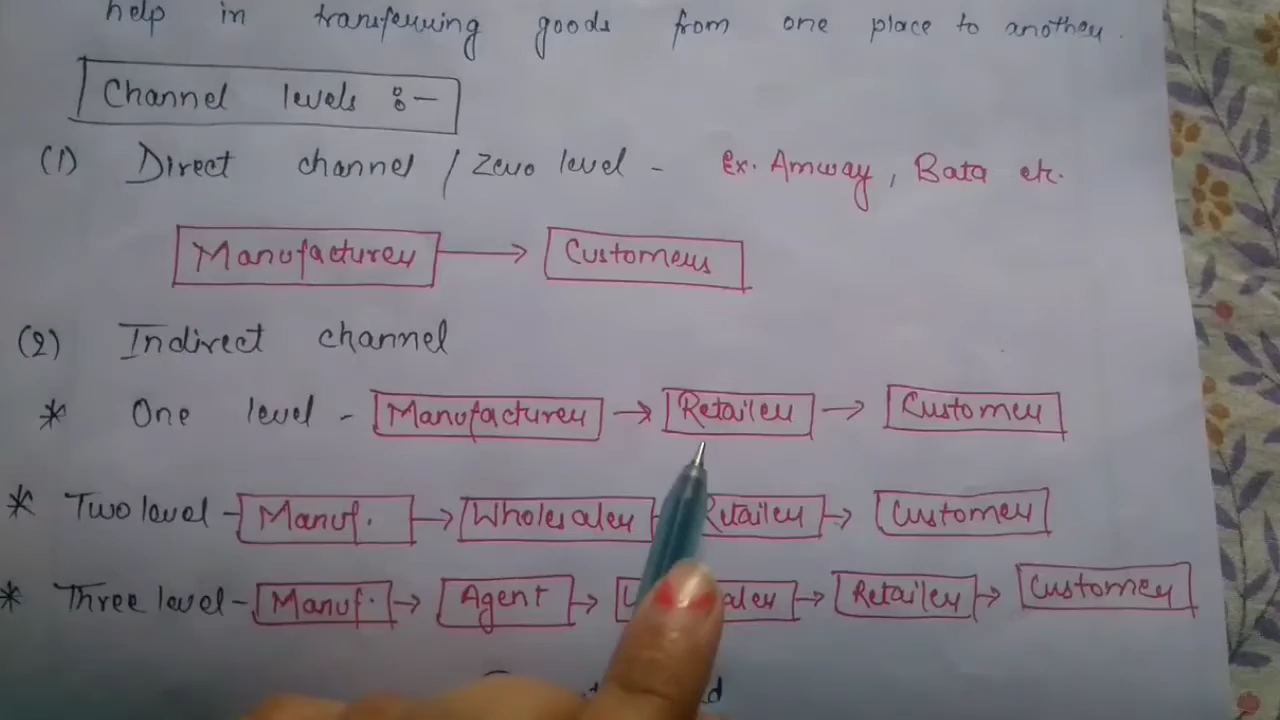 help in transferring goods from one place to another.
Channel levels :-
(1) Direct channel / Zero level - Ex. Amway, Bata etc.
Manufacturer → Customers
(2) Indirect channel
* One level - Manufacturer → Retailer → Customer
* Two level - Manuf. → Wholesaler Retailer → Customer
* Three level - Manuf. → Agent → → Retailer → Customer